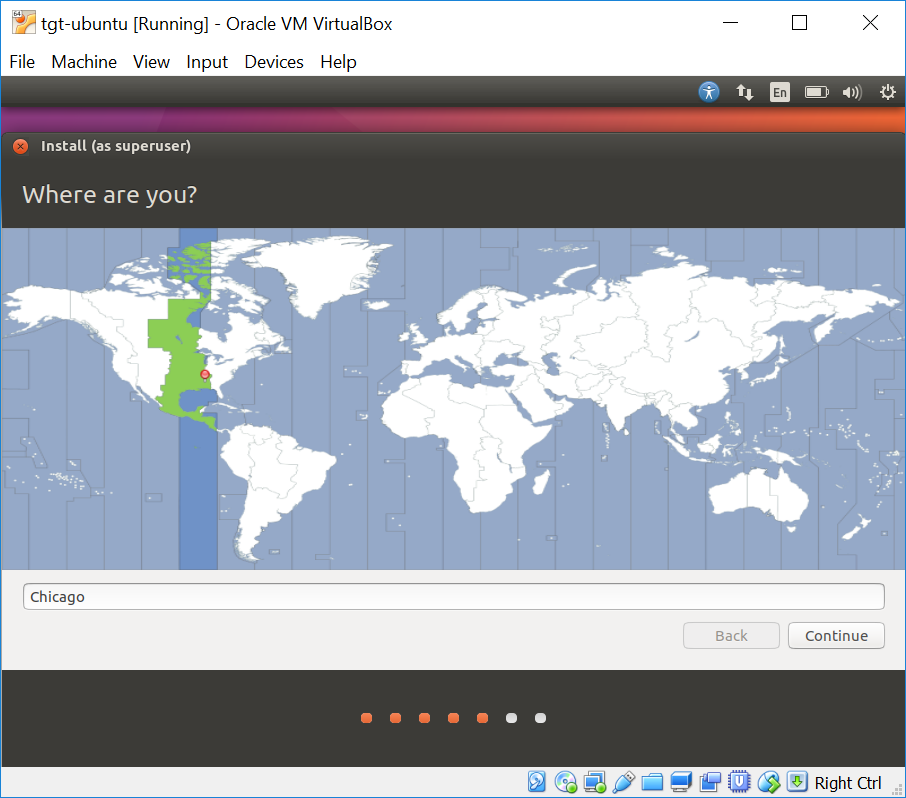 64
tgt-ubuntu [Running] - Oracle VM VirtualBox
File Machine View Input Devices Help
En
Install (as superuser)
Where are you?
Chicago
Back Continue
Right Ctrl